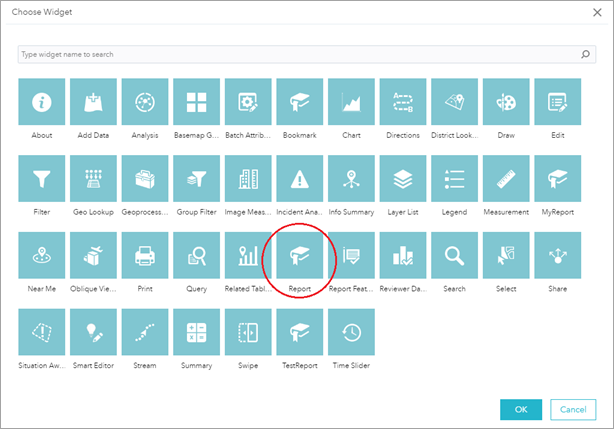 Choose Widget
Type widget name to search
About Add Data Analysis Basemap G... Batch Attrib... Bookmark Chart Directions District Look... Draw Edit
Filter Geo Lookup Geoprocess... Group Filter Image Meas... Incident Ana... Info Summary Layer List Legend Measurement MyReport
Near Me Oblique Vie... Print Query Related Tabl... Report Report Feat... Reviewer Da... Search Select Share
Situation Aw... Smart Editor Stream Summary Swipe TestReport Time Slider
OK Cancel